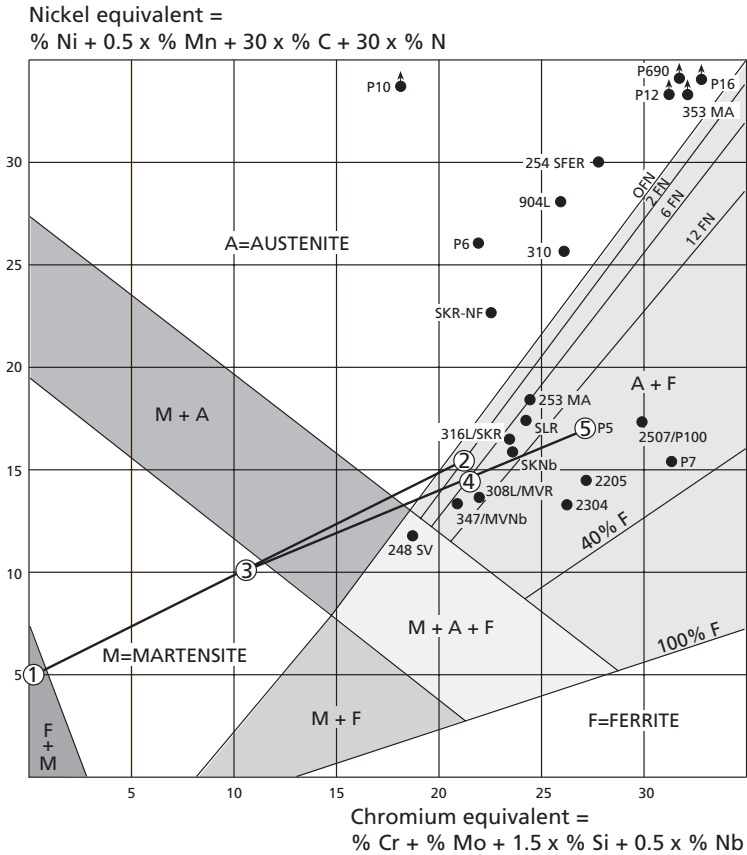 Nickel equivalent =
% Ni + 0.5 x % Mn + 30 x % C + 30 x % N
P690
P10
P16
P12
353 MA
30
254 SFER
0FN
2 FN
904L
6 FN
12 FN
A=AUSTENITE
P6
310
25
SKR-NF
20
A + F
253 MA
M + A
316L/SKR
SLR
5 P5
2507/P100
2
SKNb
P7
15
4
308L/MVR
2205
347/MVNb
2304
248 SV
40% F
10
3
M + A + F
100% F
M=MARTENSITE
5
1
M + F
F=FERRITE
F
+
M
5 10 15 20 25 30
Chromium equivalent =
% Cr + % Mo + 1.5 x % Si + 0.5 x % Nb